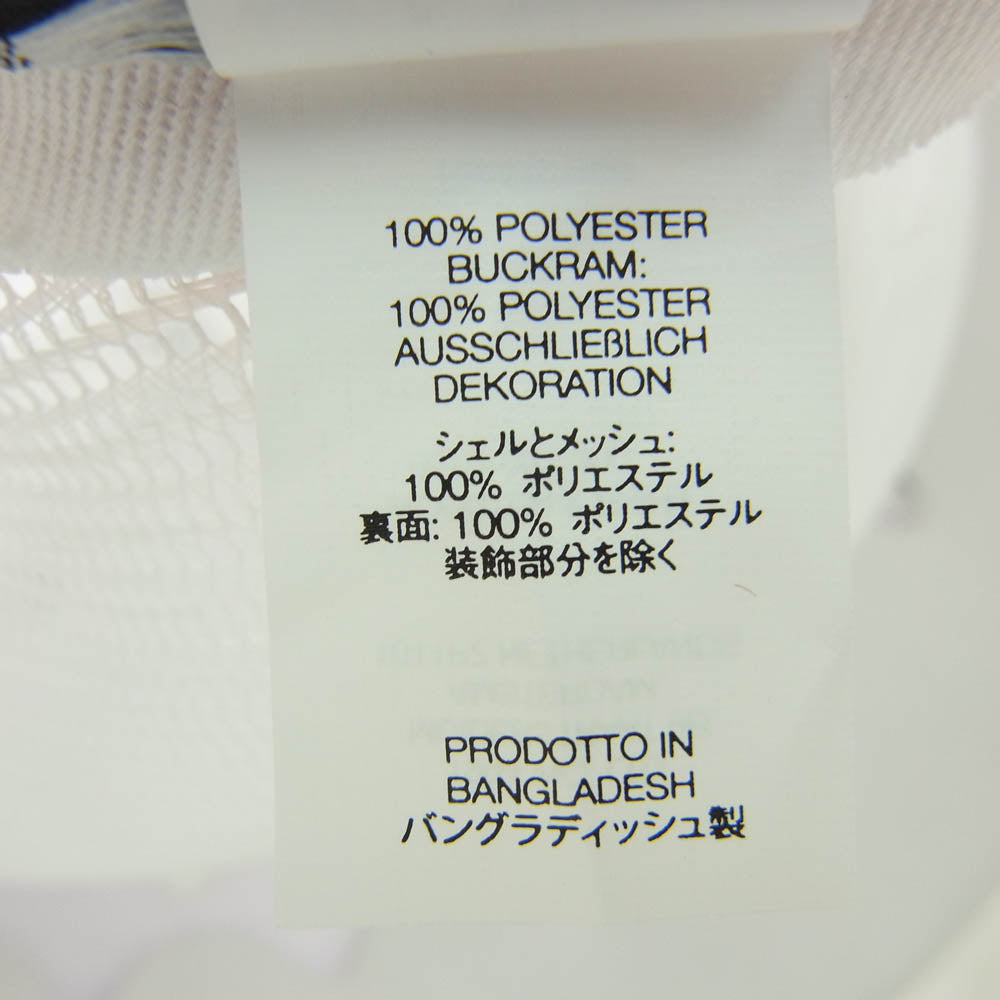 100% POLYESTER
BUCKRAM:
100% POLYESTER
AUSSCHLIEßLICH
DEKORATION
シェルとメッシュ:
100% ポリエステル
裏面: 100% ポリエステル
装飾部分を除く
PRODOTTO IN
BANGLADESH
バングラディッシュ製